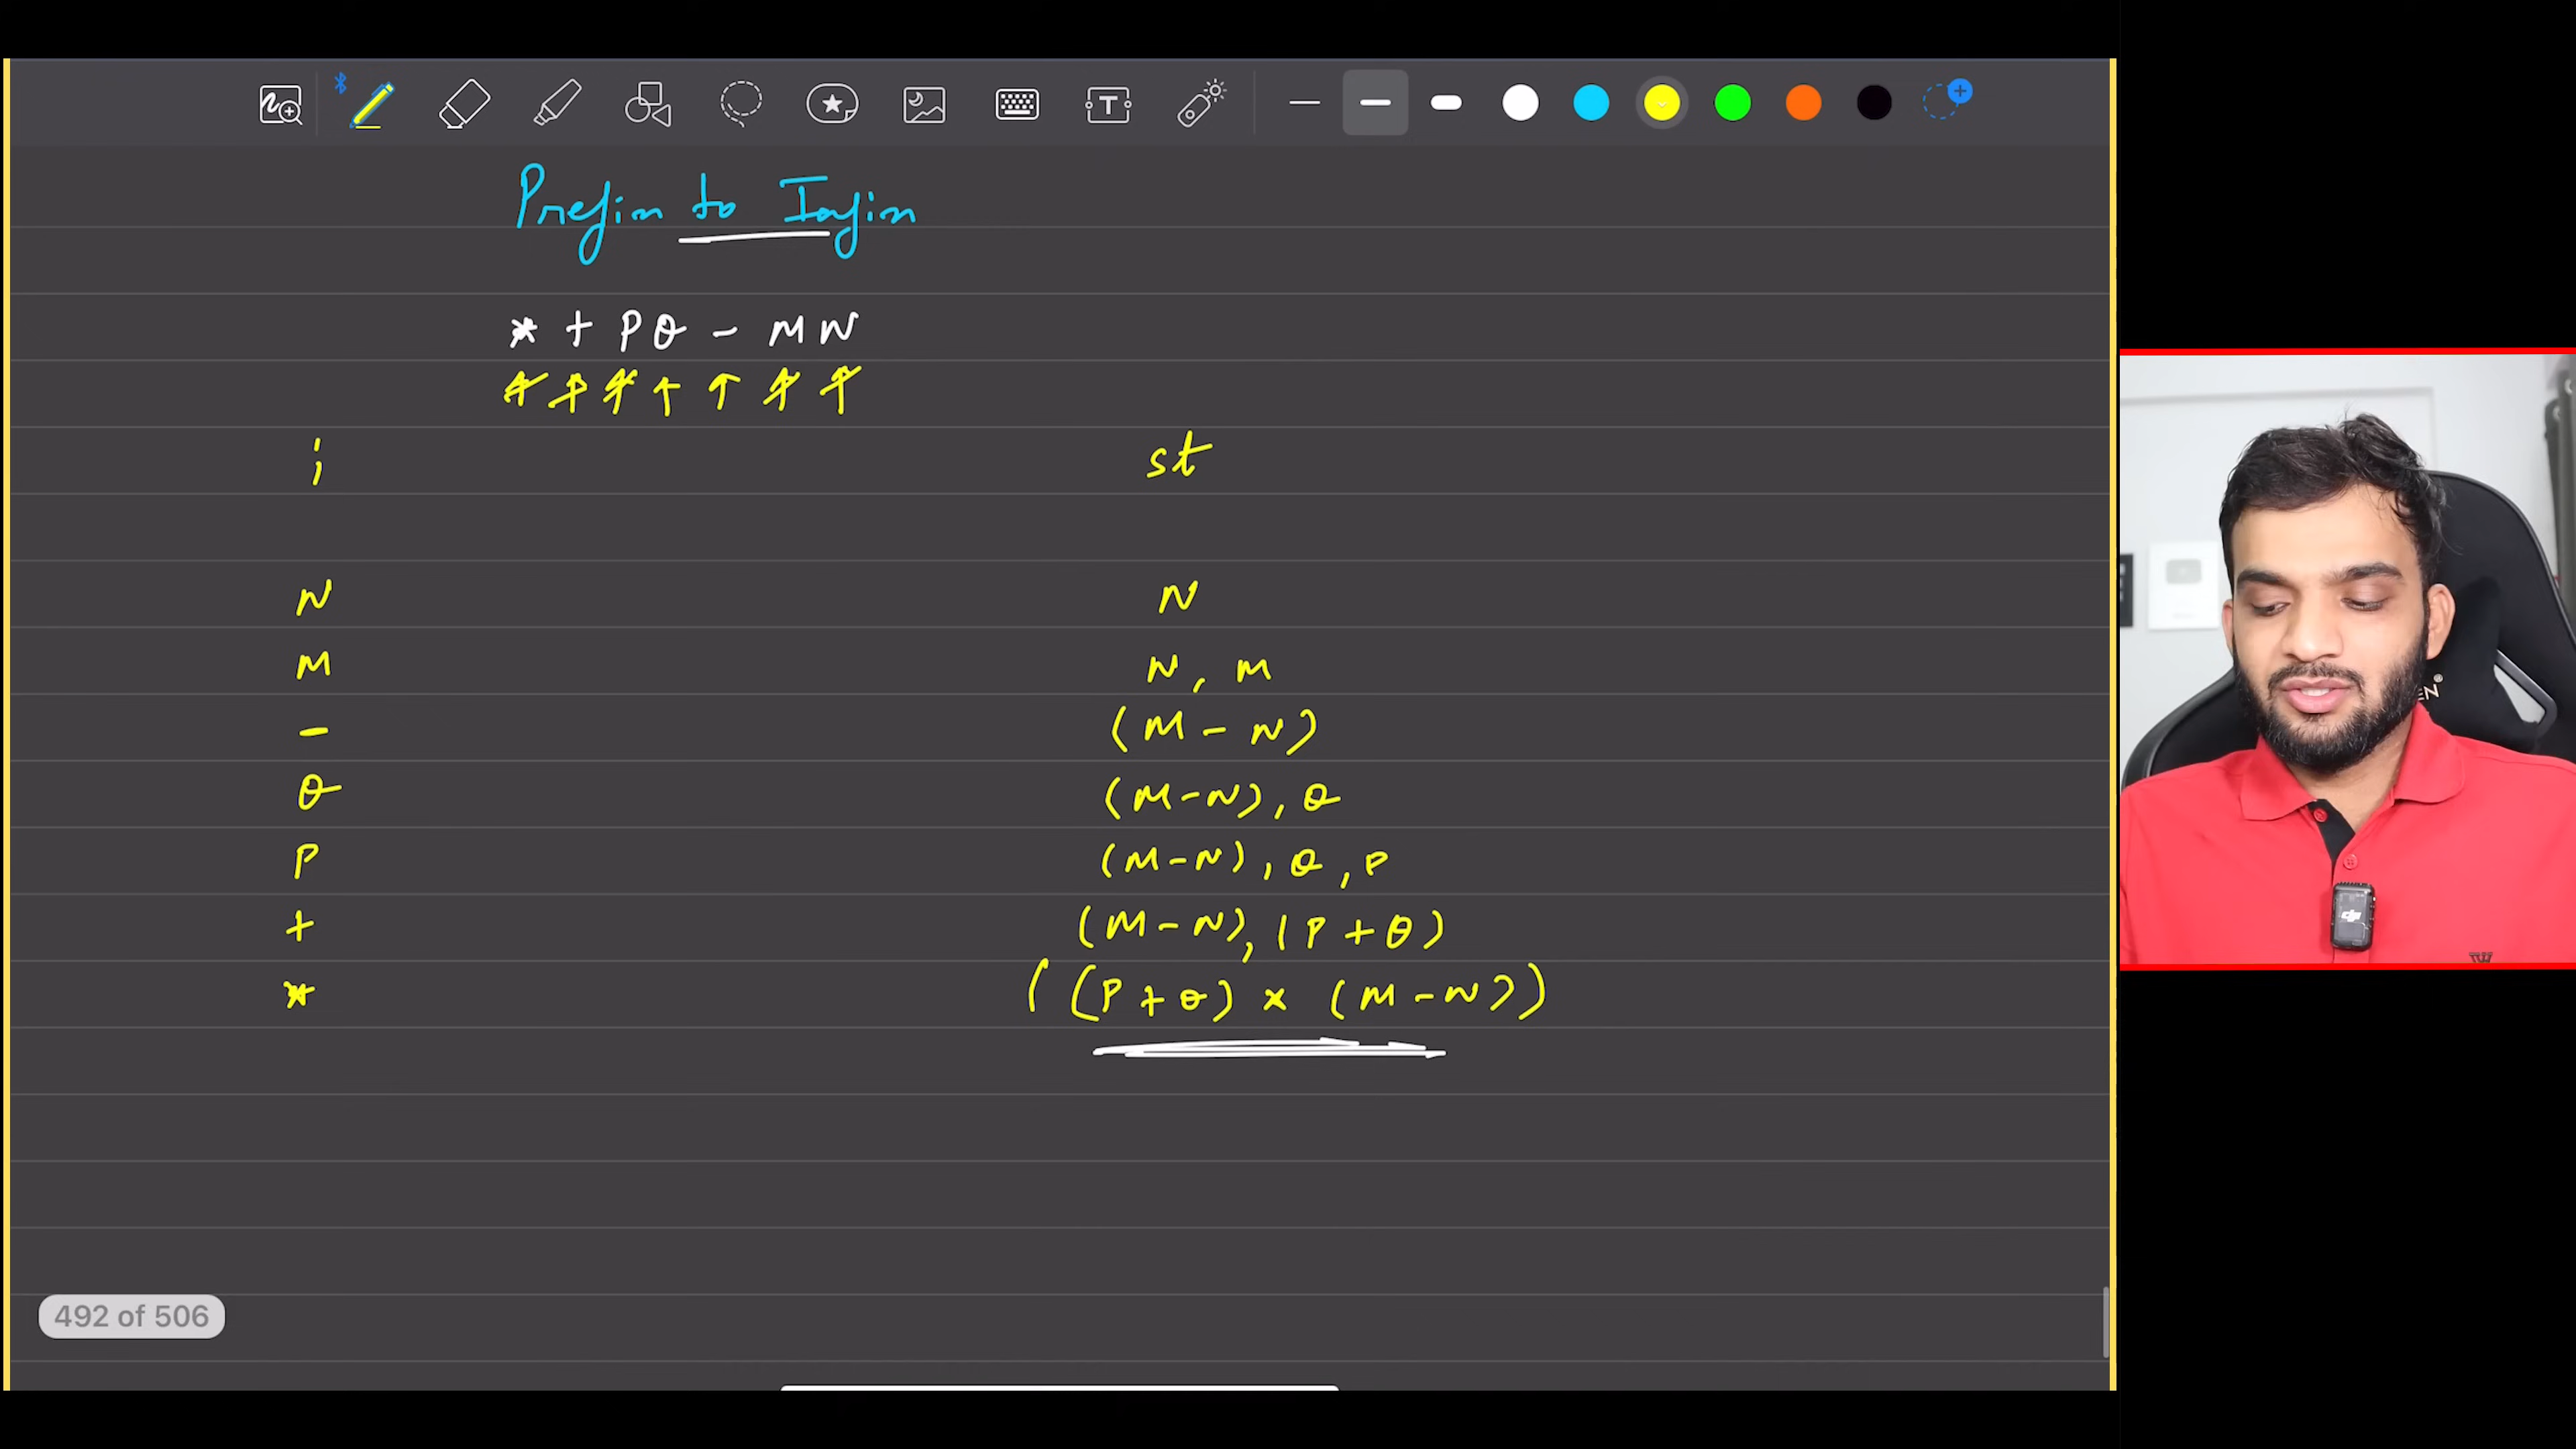 Prefix to Infix
* + P Q - M N
i st
N N
M N, M
- (M - N)
Q (M-N), Q
P (M-N), Q, P
+ (M-N), (P+Q)
* ((P+Q) * (M-N))
492 of 506